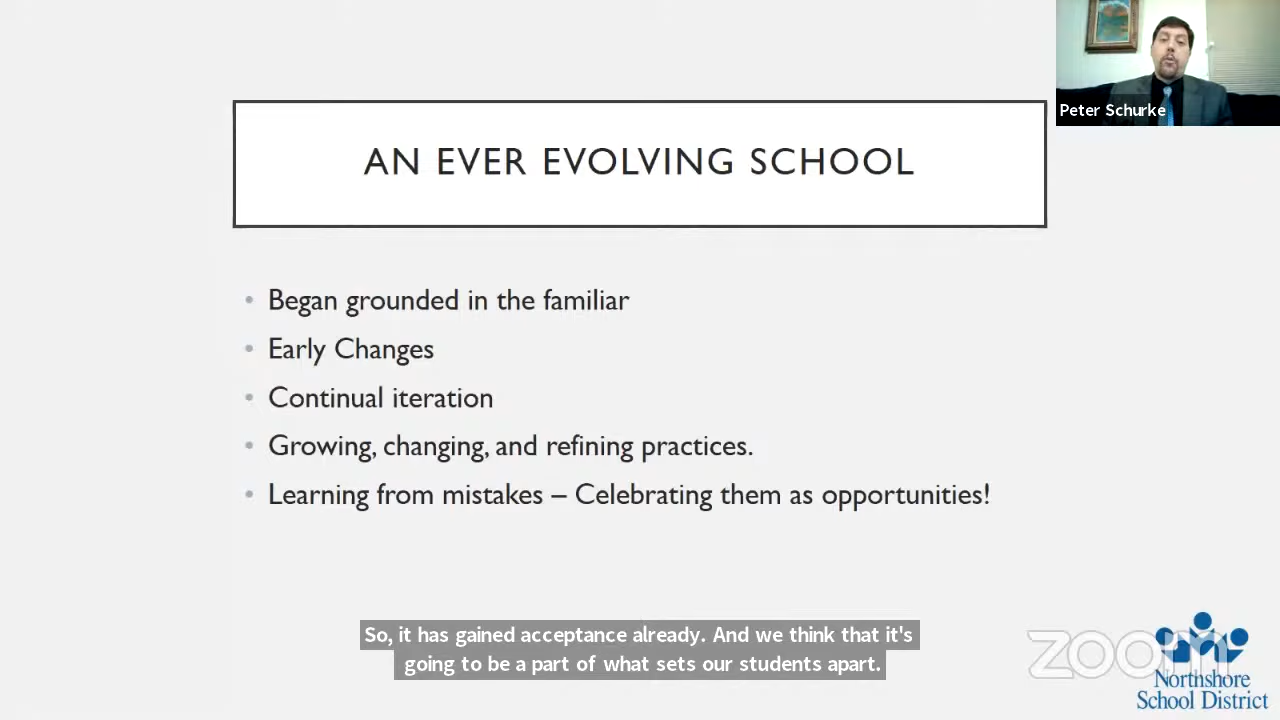 Peter Schurke
AN EVER EVOLVING SCHOOL
• Began grounded in the familiar
• Early Changes
• Continual iteration
• Growing, changing, and refining practices.
• Learning from mistakes – Celebrating them as opportunities!
So, it has gained acceptance already. And we think that it's
going to be a part of what sets our students apart.
zoom
Northshore
School District